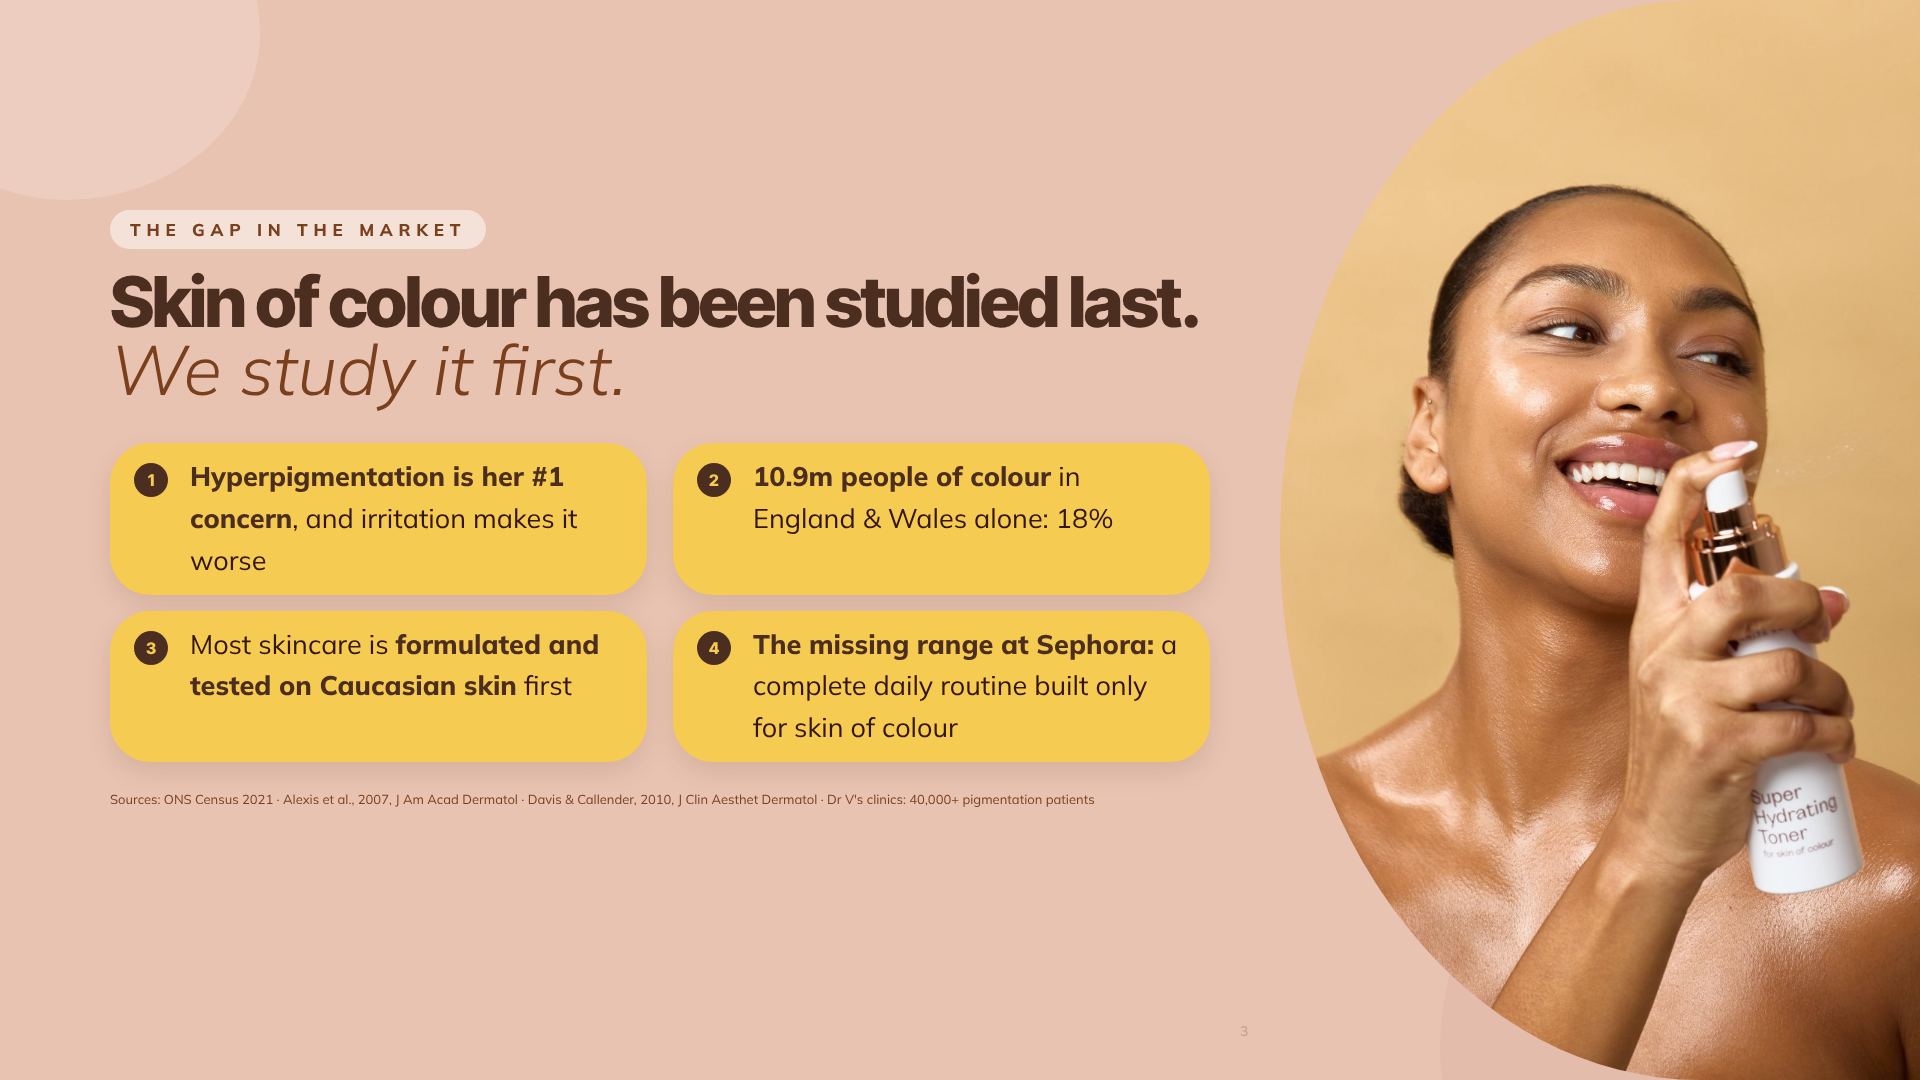 THE GAP IN THE MARKET
Skin of colour has been studied last.
We study it first.
1
Hyperpigmentation is her #1
concern, and irritation makes it
worse
2
10.9m people of colour in
England & Wales alone: 18%
3
Most skincare is formulated and
tested on Caucasian skin first
4
The missing range at Sephora: a
complete daily routine built only
for skin of colour
Sources: ONS Census 2021 · Alexis et al., 2007, J Am Acad Dermatol · Davis & Callender, 2010, J Clin Aesthet Dermatol · Dr V's clinics: 40,000+ pigmentation patients
Super
Hydrating
Toner
for skin of colour
3